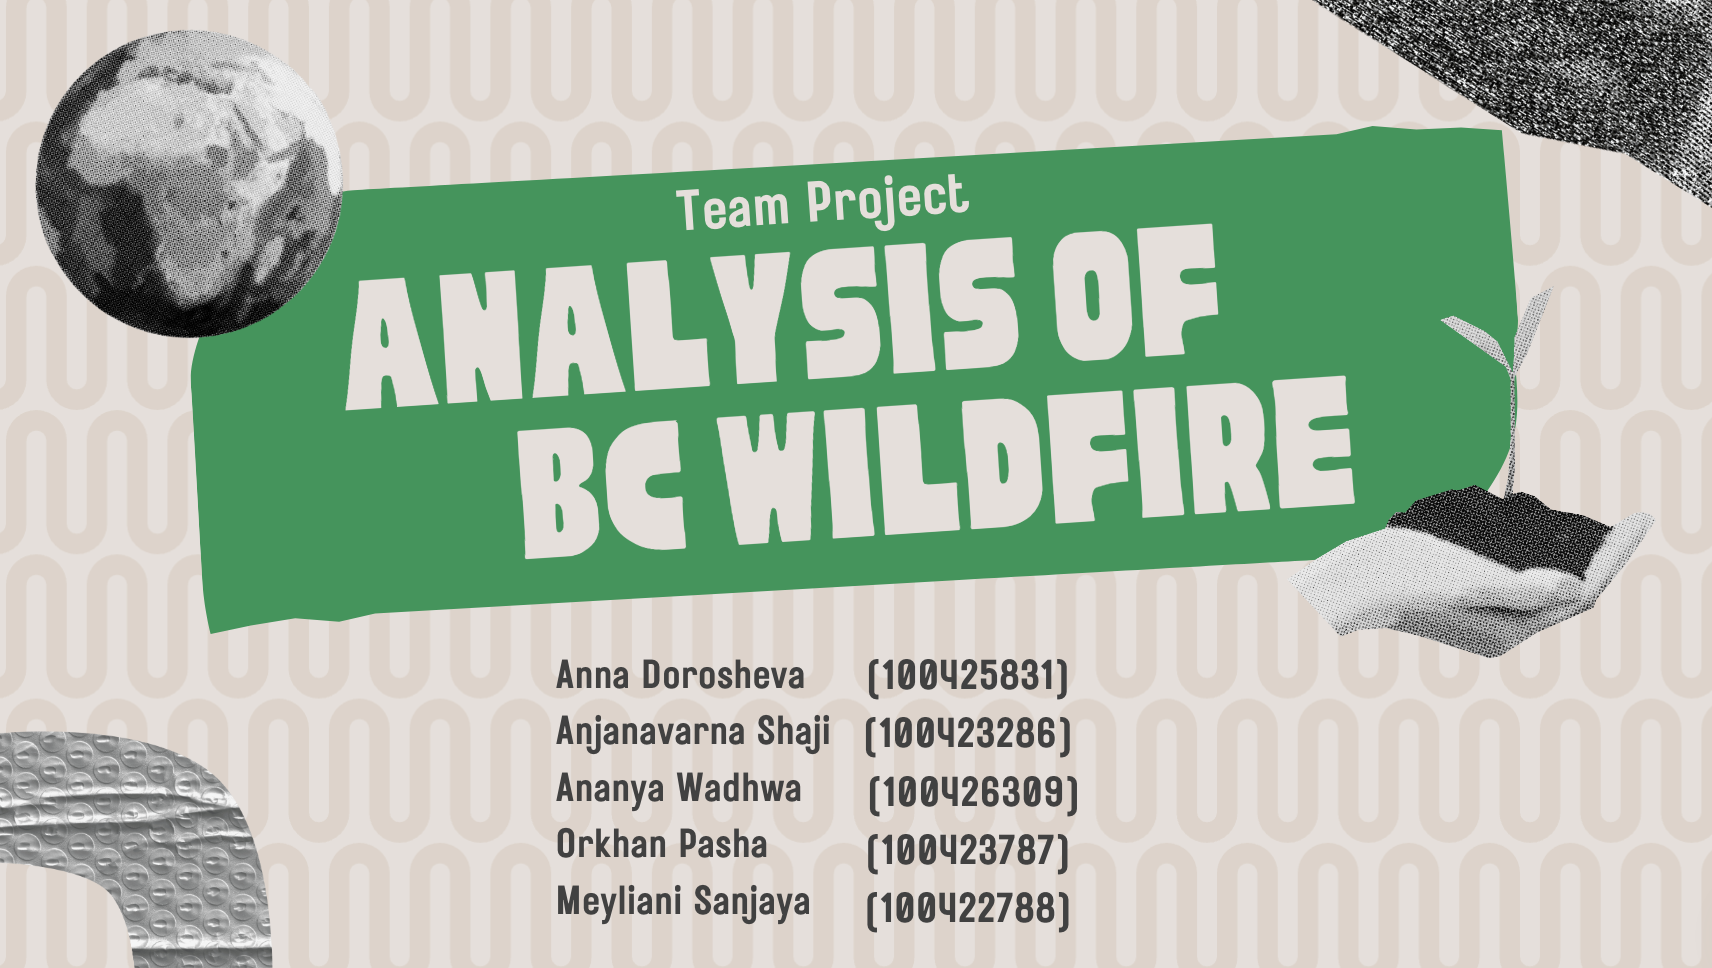 Team Project
ANALYSIS OF
BC WILDFIRE
Anna Dorosheva (100425831)
Anjanavarna Shaji (100423286)
Ananya Wadhwa (100426309)
Orkhan Pasha (100423787)
Meyliani Sanjaya (100422788)